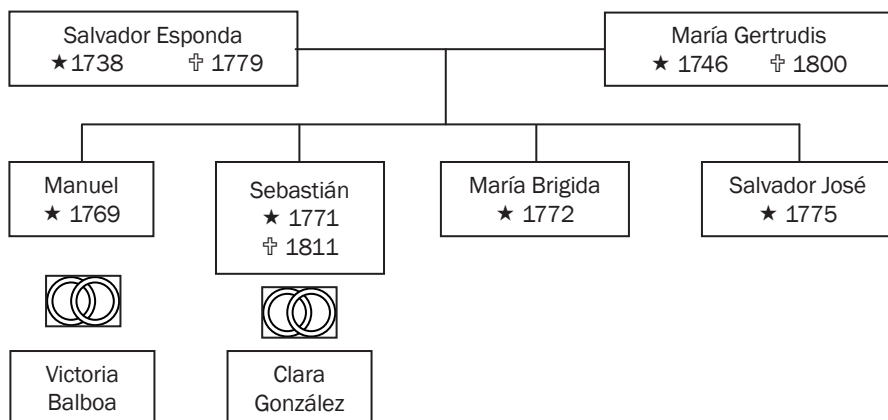 Salvador Esponda
★1738 ✞ 1779
María Gertrudis
★ 1746 ✞ 1800
Manuel
★ 1769
Sebastián
★ 1771
✞ 1811
María Brigida
★ 1772
Salvador José
★ 1775
Victoria
Balboa
Clara
González